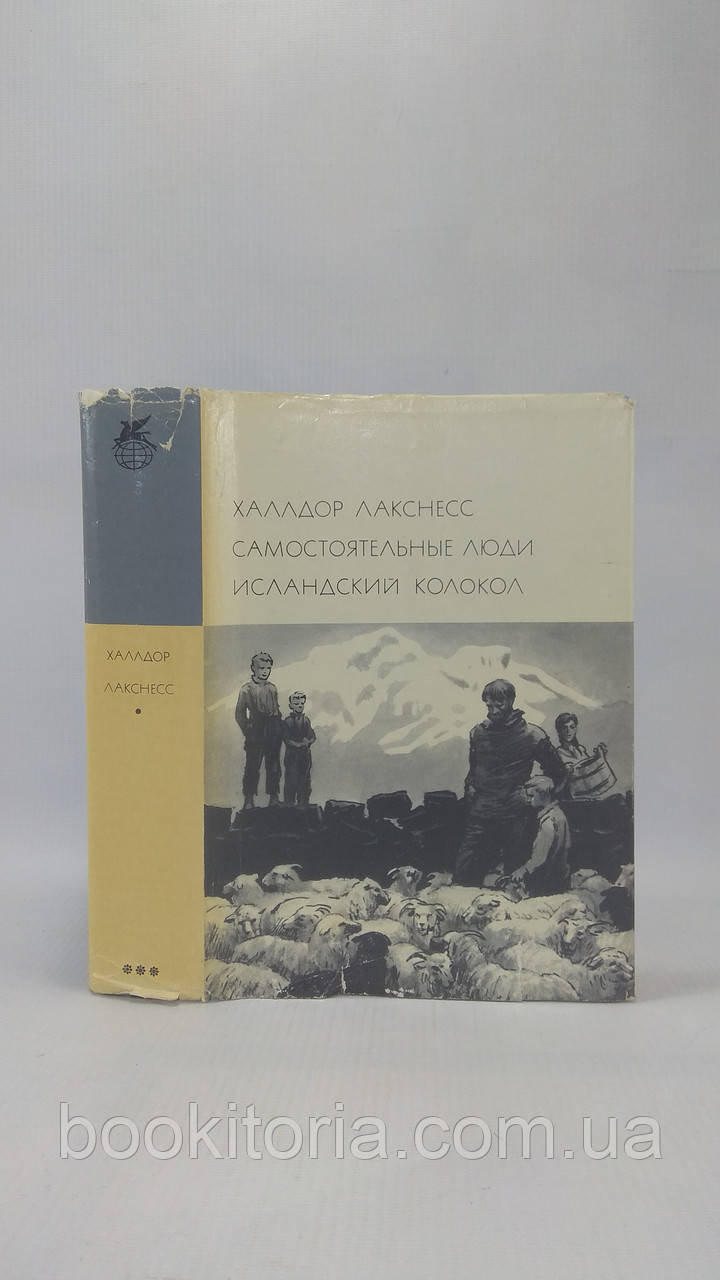 ХАЛЛДОР ЛАКСНЕСС
САМОСТОЯТЕЛЬНЫЕ ЛЮДИ
ИСЛАНДСКИЙ КОЛОКОЛ
ХАЛЛДОР
ЛАКСНЕСС
bookitoria.com.ua